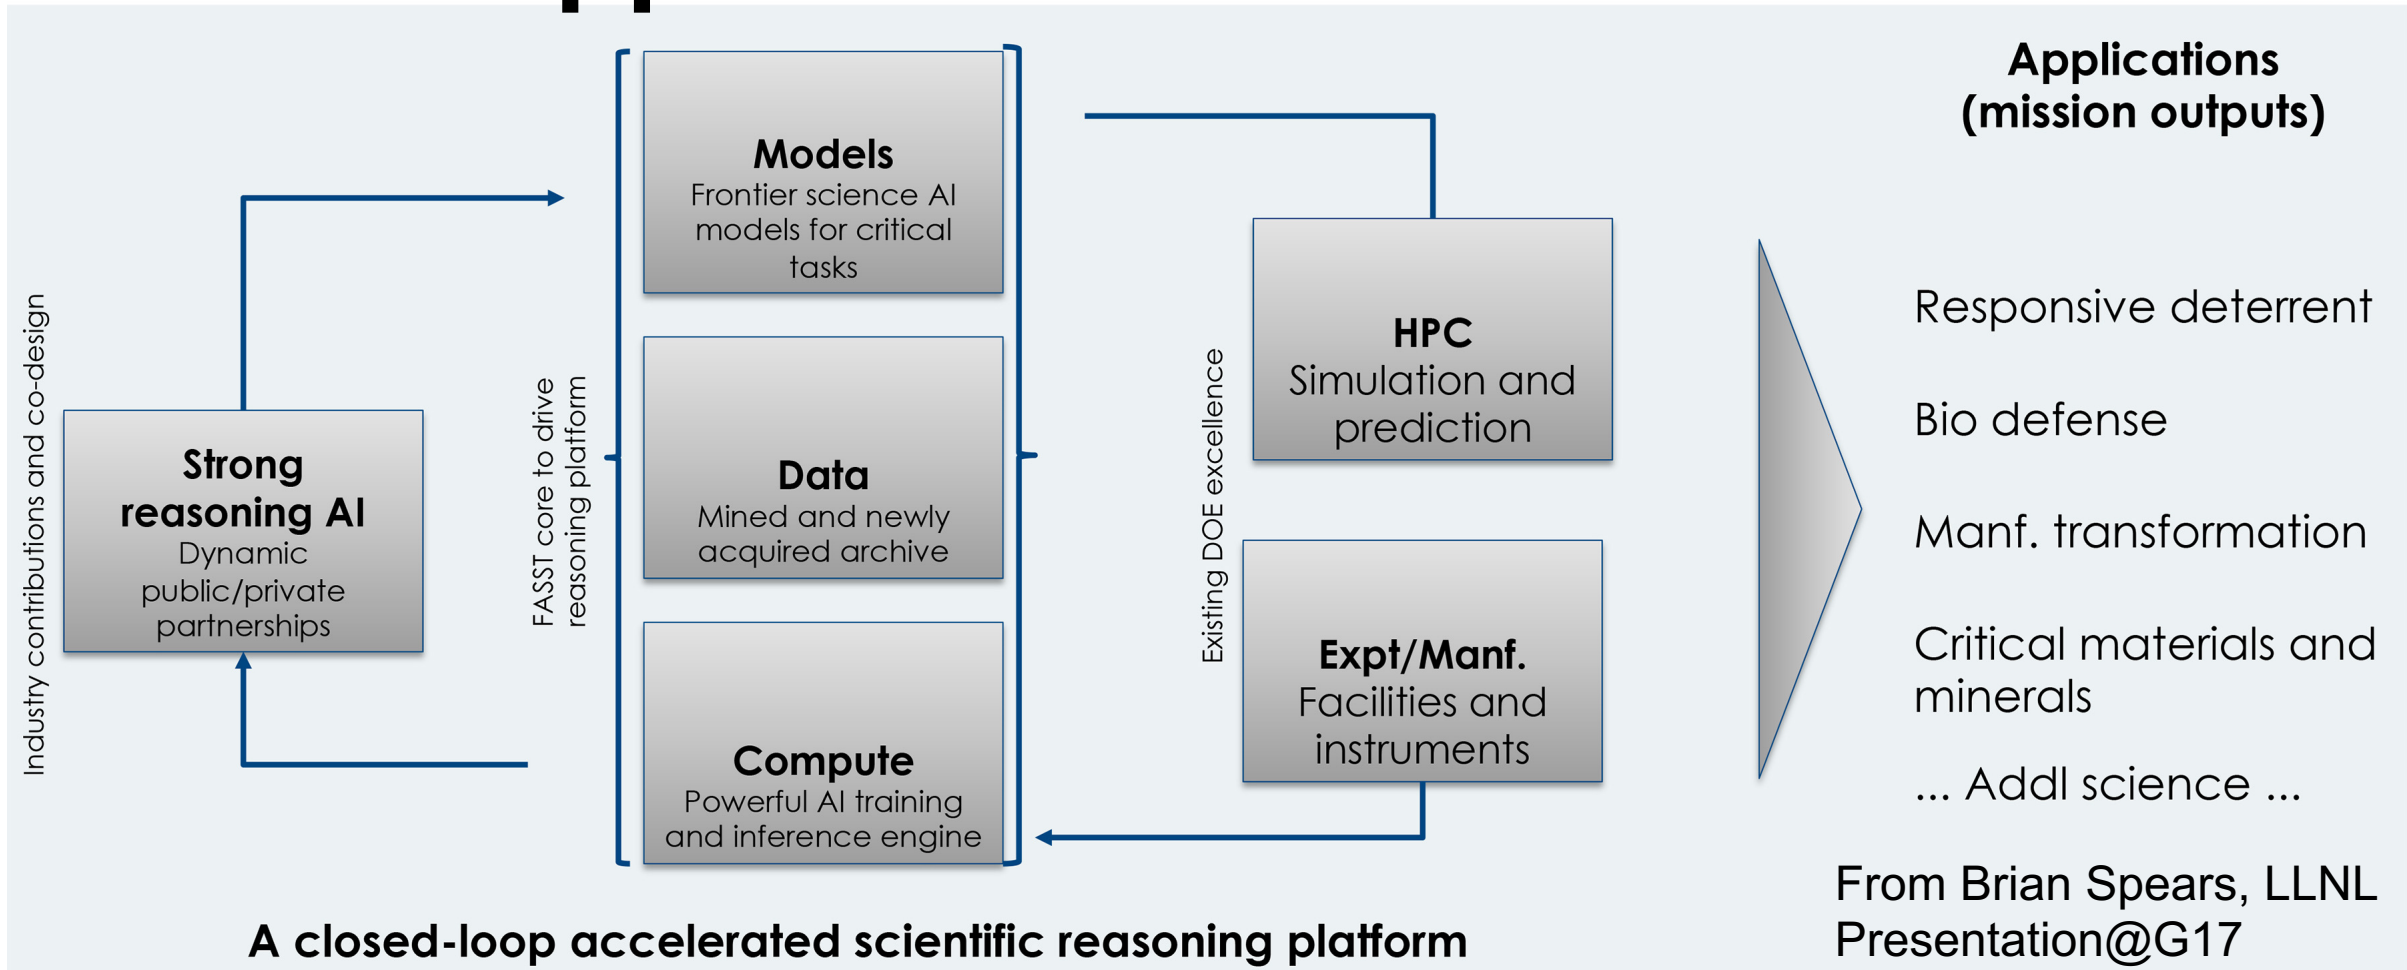 Applications
(mission outputs)
Industry contributions and co-design
Strong
reasoning AI
Dynamic
public/private
partnerships
FASST core to drive
reasoning platform
Models
Frontier science AI
models for critical
tasks
Data
Mined and newly
acquired archive
Compute
Powerful AI training
and inference engine
Existing DOE excellence
HPC
Simulation and
prediction
Expt/Manf.
Facilities and
instruments
Responsive deterrent
Bio defense
Manf. transformation
Critical materials and
minerals
... Addl science ...
From Brian Spears, LLNL
Presentation@G17
A closed-loop accelerated scientific reasoning platform